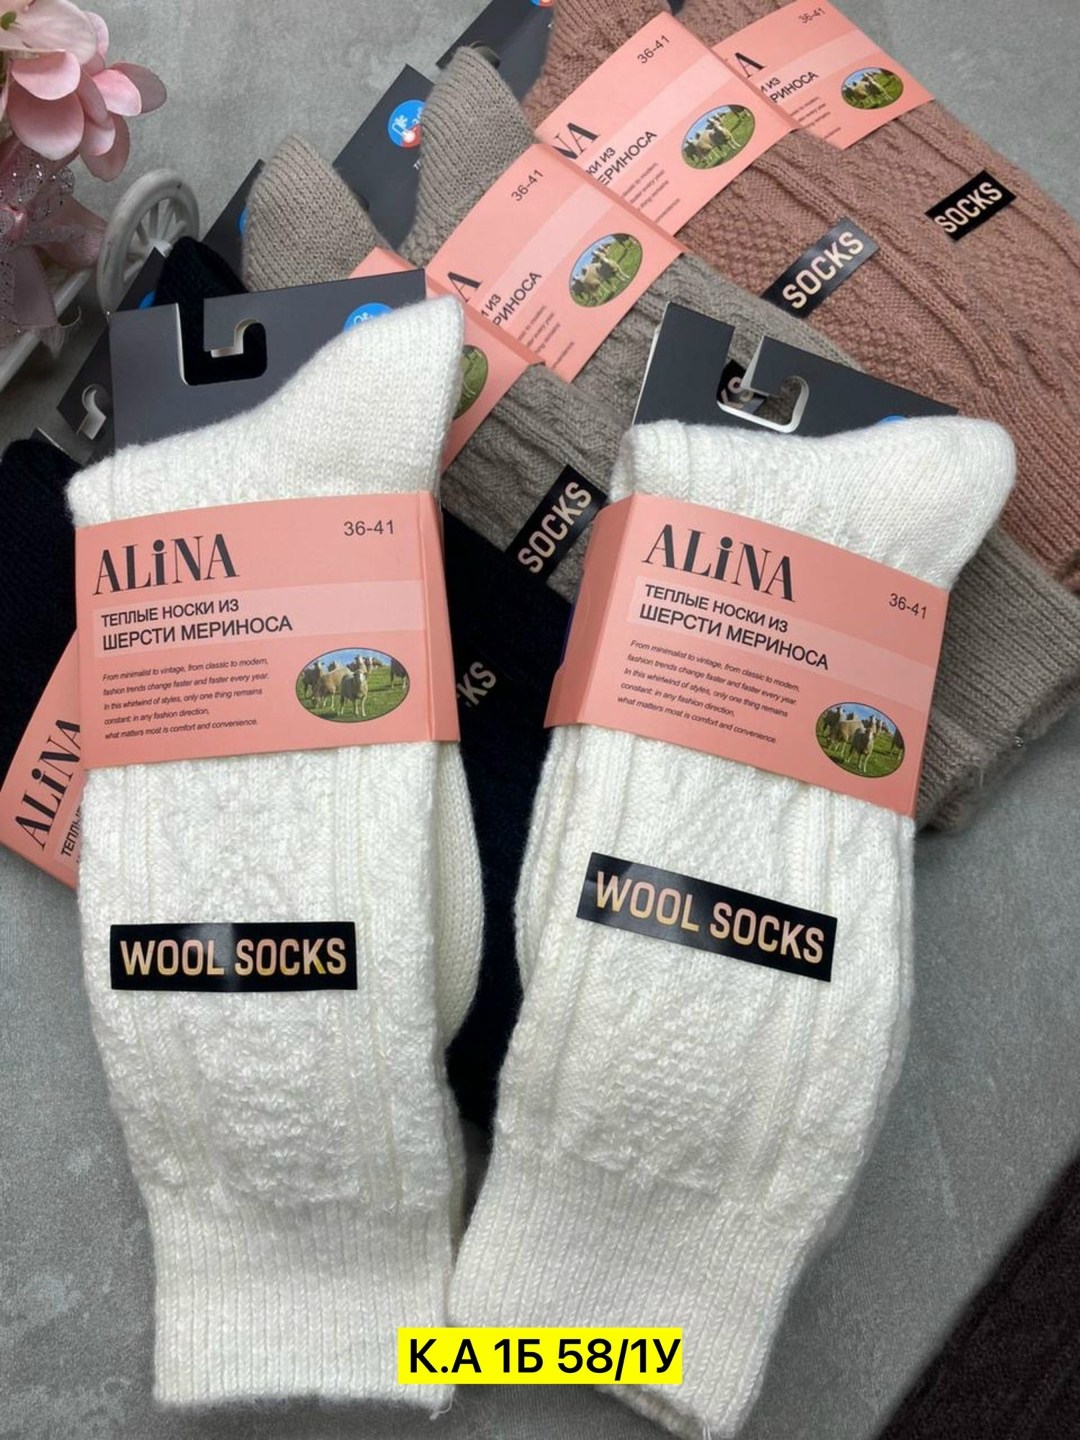 36-41
36-41
36-41
SOCKS
SOCKS
SOCKS
36-41
ALiNA
ТЕПЛЫЕ НОСКИ ИЗ
ШЕРСТИ МЕРИНОСА
From minimalist to vintage, from classic to modern,
fashion trends change faster and faster every year.
In this whirlwind of styles, only one thing remains
constant: in any fashion direction,
what matters most is comfort and convenience.
WOOL SOCKS
ALiNA
36-41
ТЕПЛЫЕ НОСКИ ИЗ
ШЕРСТИ МЕРИНОСА
From minimalist to vintage, from classic to modern,
fashion trends change faster and faster every year.
In this whirlwind of styles, only one thing remains
constant: in any fashion direction,
what matters most is comfort and convenience.
WOOL SOCKS
ALiNA
К.А 1Б 58/1У